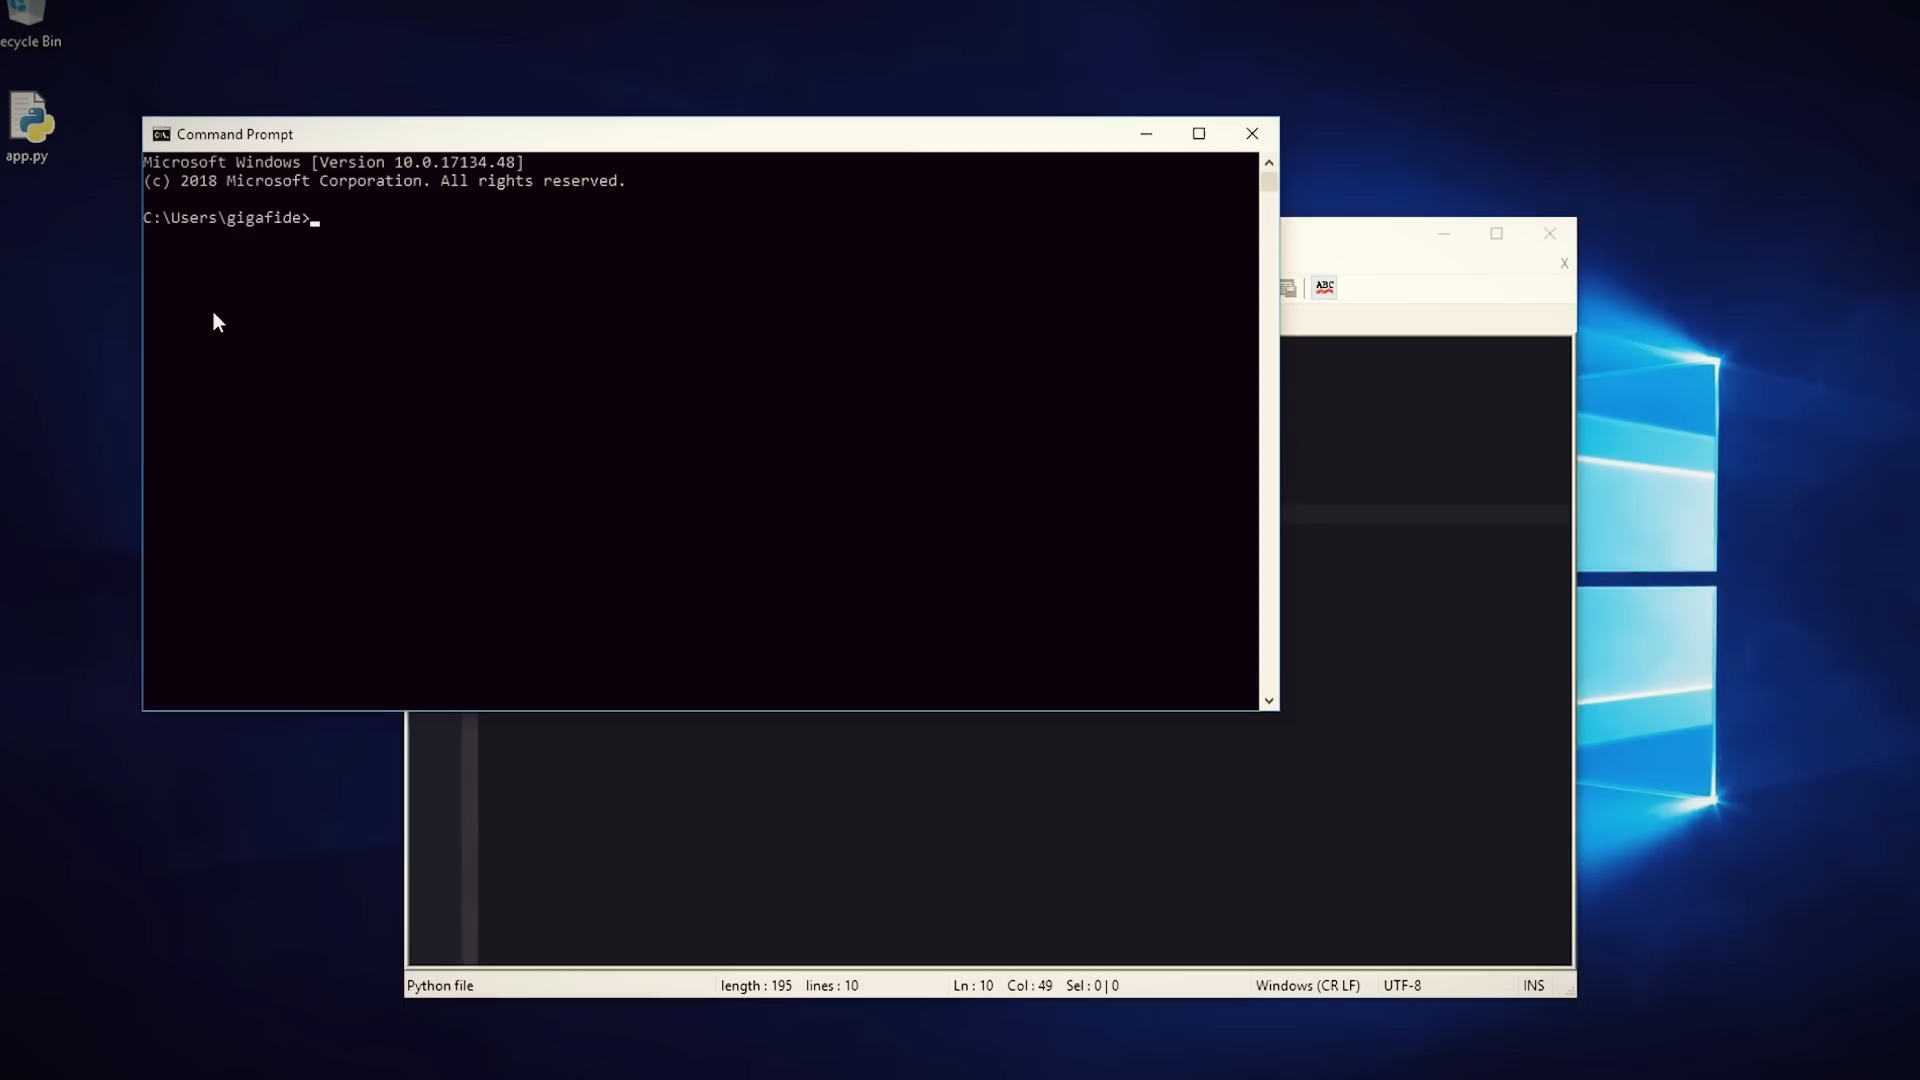 ecycle Bin
app.py
Command Prompt
Microsoft Windows [Version 10.0.17134.48]
(c) 2018 Microsoft Corporation. All rights reserved.
C:\Users\gigafide>
X
ABC
Python file length : 195 lines : 10 Ln : 10 Col : 49 Sel : 0 | 0 Windows (CR LF) UTF-8 INS